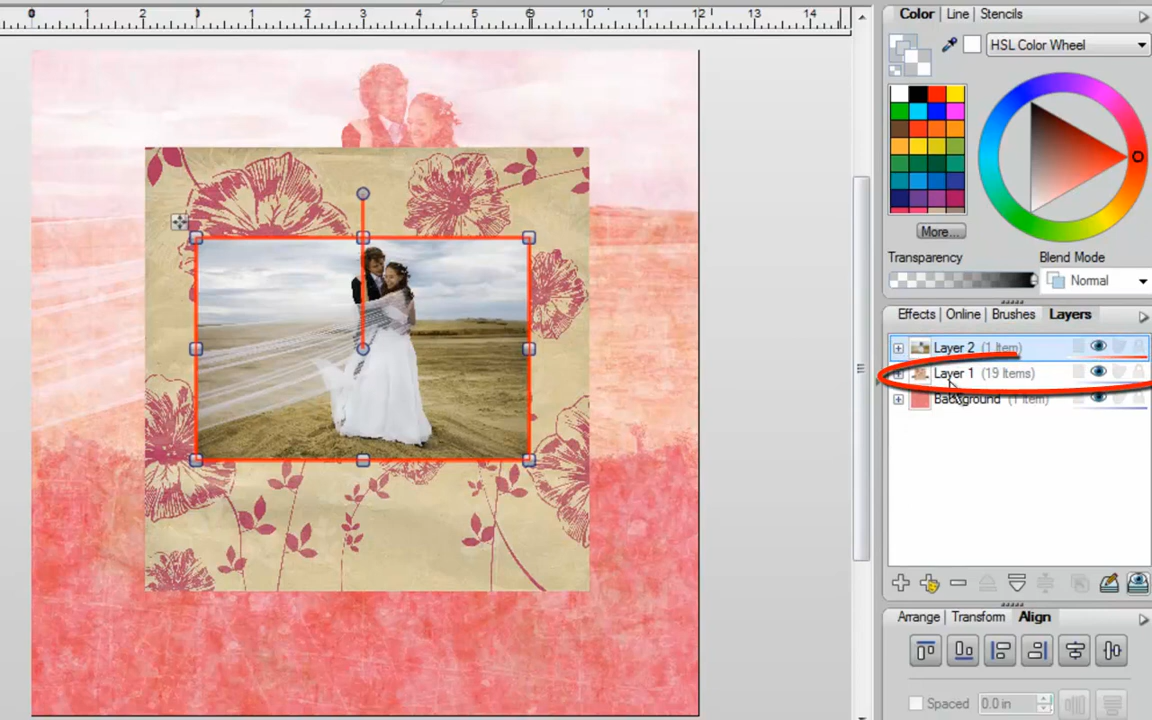 Color Line Stencils
0 1 2 3 4 5 6 7 8 9 10 11 12 13 14
HSL Color Wheel
More...
Transparency Blend Mode
Normal
Effects Online Brushes Layers
Layer 2 (1 Item)
Layer 1 (19 Items)
Background (1 Item)
Arrange Transform Align
Spaced 0.0 in